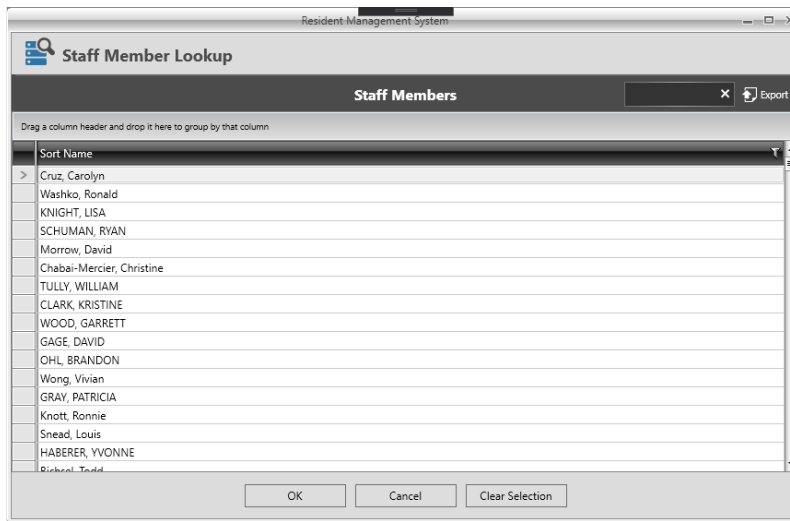 Resident Management System
Staff Member Lookup
Staff Members
Export
Drag a column header and drop it here to group by that column
Sort Name
Cruz, Carolyn
Washko, Ronald
KNIGHT, LISA
SCHUMAN, RYAN
Morrow, David
Chabai-Mercier, Christine
TULLY, WILLIAM
CLARK, KRISTINE
WOOD, GARRETT
GAGE, DAVID
OHL, BRANDON
Wong, Vivian
GRAY, PATRICIA
Knott, Ronnie
Snead, Louis
HABERER, YVONNE
OK Cancel Clear Selection